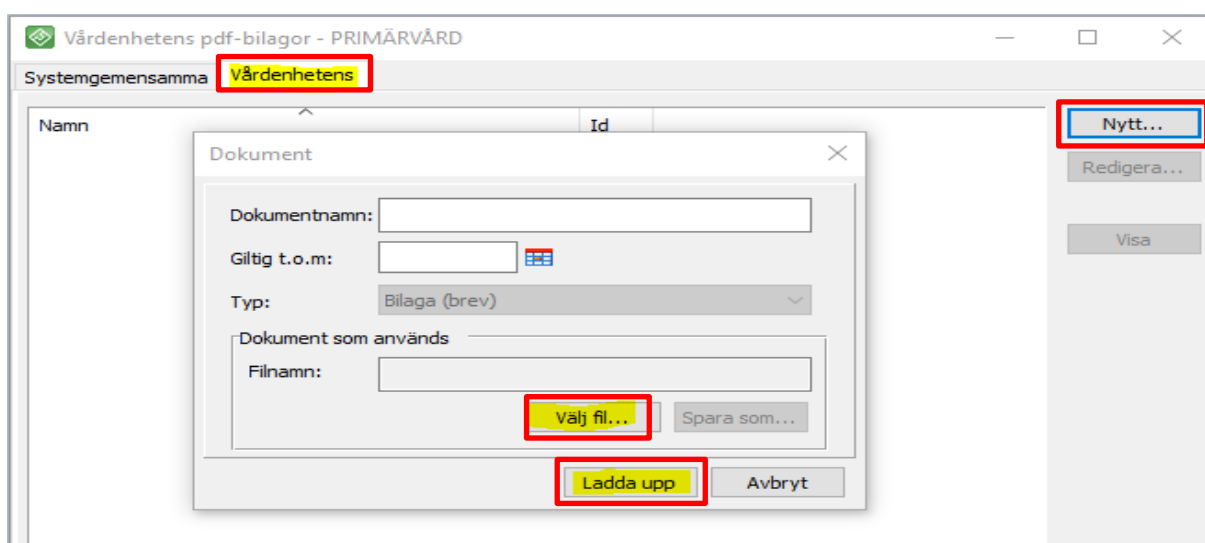 Vårdenhetens pdf-bilagor - PRIMÄRVÅRD
Systemgemensamma Vårdenhetens
Namn Id
Nytt...
Redigera...
Visa
Dokument
Dokumentnamn:
Giltig t.o.m:
Typ: Bilaga (brev)
Dokument som används
Filnamn:
Välj fil... Spara som...
Ladda upp Avbryt